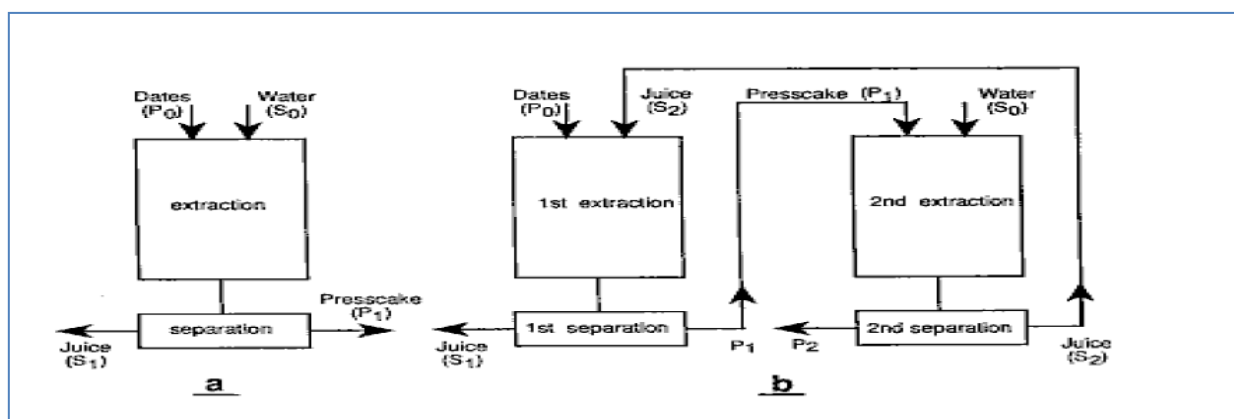 Dates
(P0)
Water
(S0)
extraction
separation
Juice
(S1)
Presscake
(P1)
a
Dates
(P0)
Juice
(S2)
Presscake (P1)
Water
(S0)
1st extraction
2nd extraction
1st separation
2nd separation
Juice
(S1)
P1
P2
Juice
(S2)
b